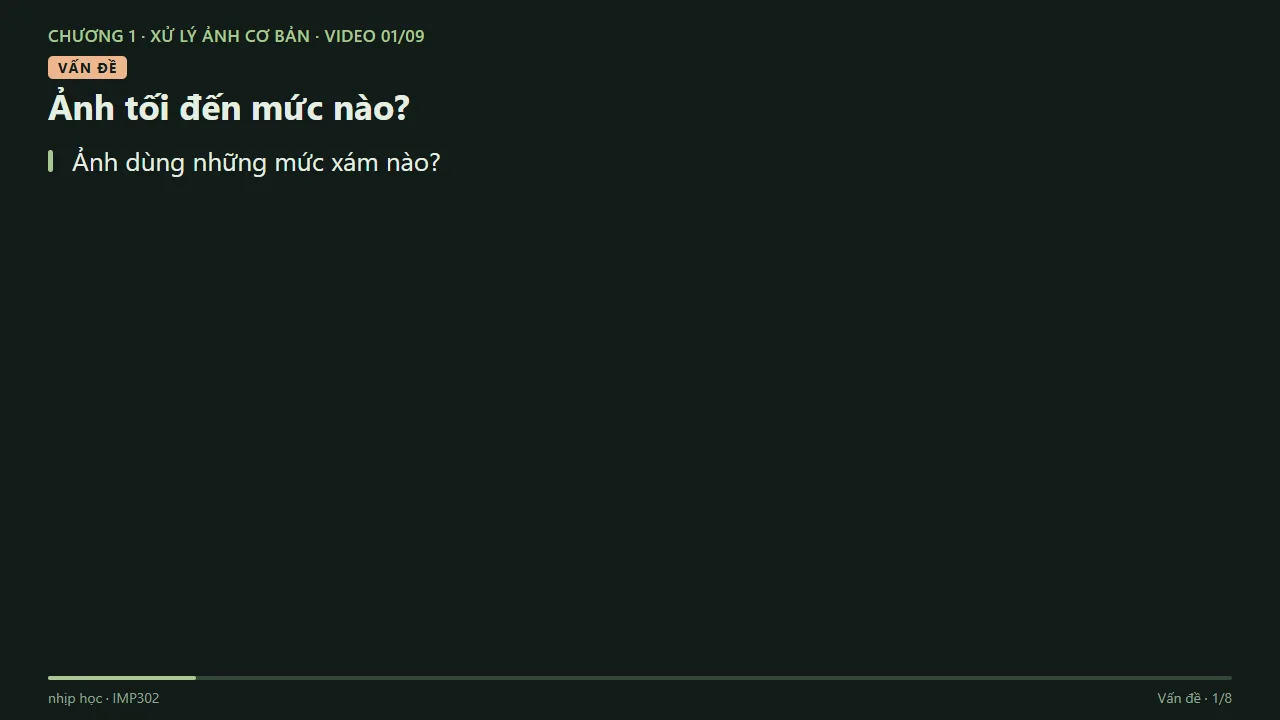 CHƯƠNG 1 · XỬ LÝ ẢNH CƠ BẢN · VIDEO 01/09
VẤN ĐỀ
Ảnh tối đến mức nào?
Ảnh dùng những mức xám nào?
nhịp học · IMP302
Vấn đề · 1/8